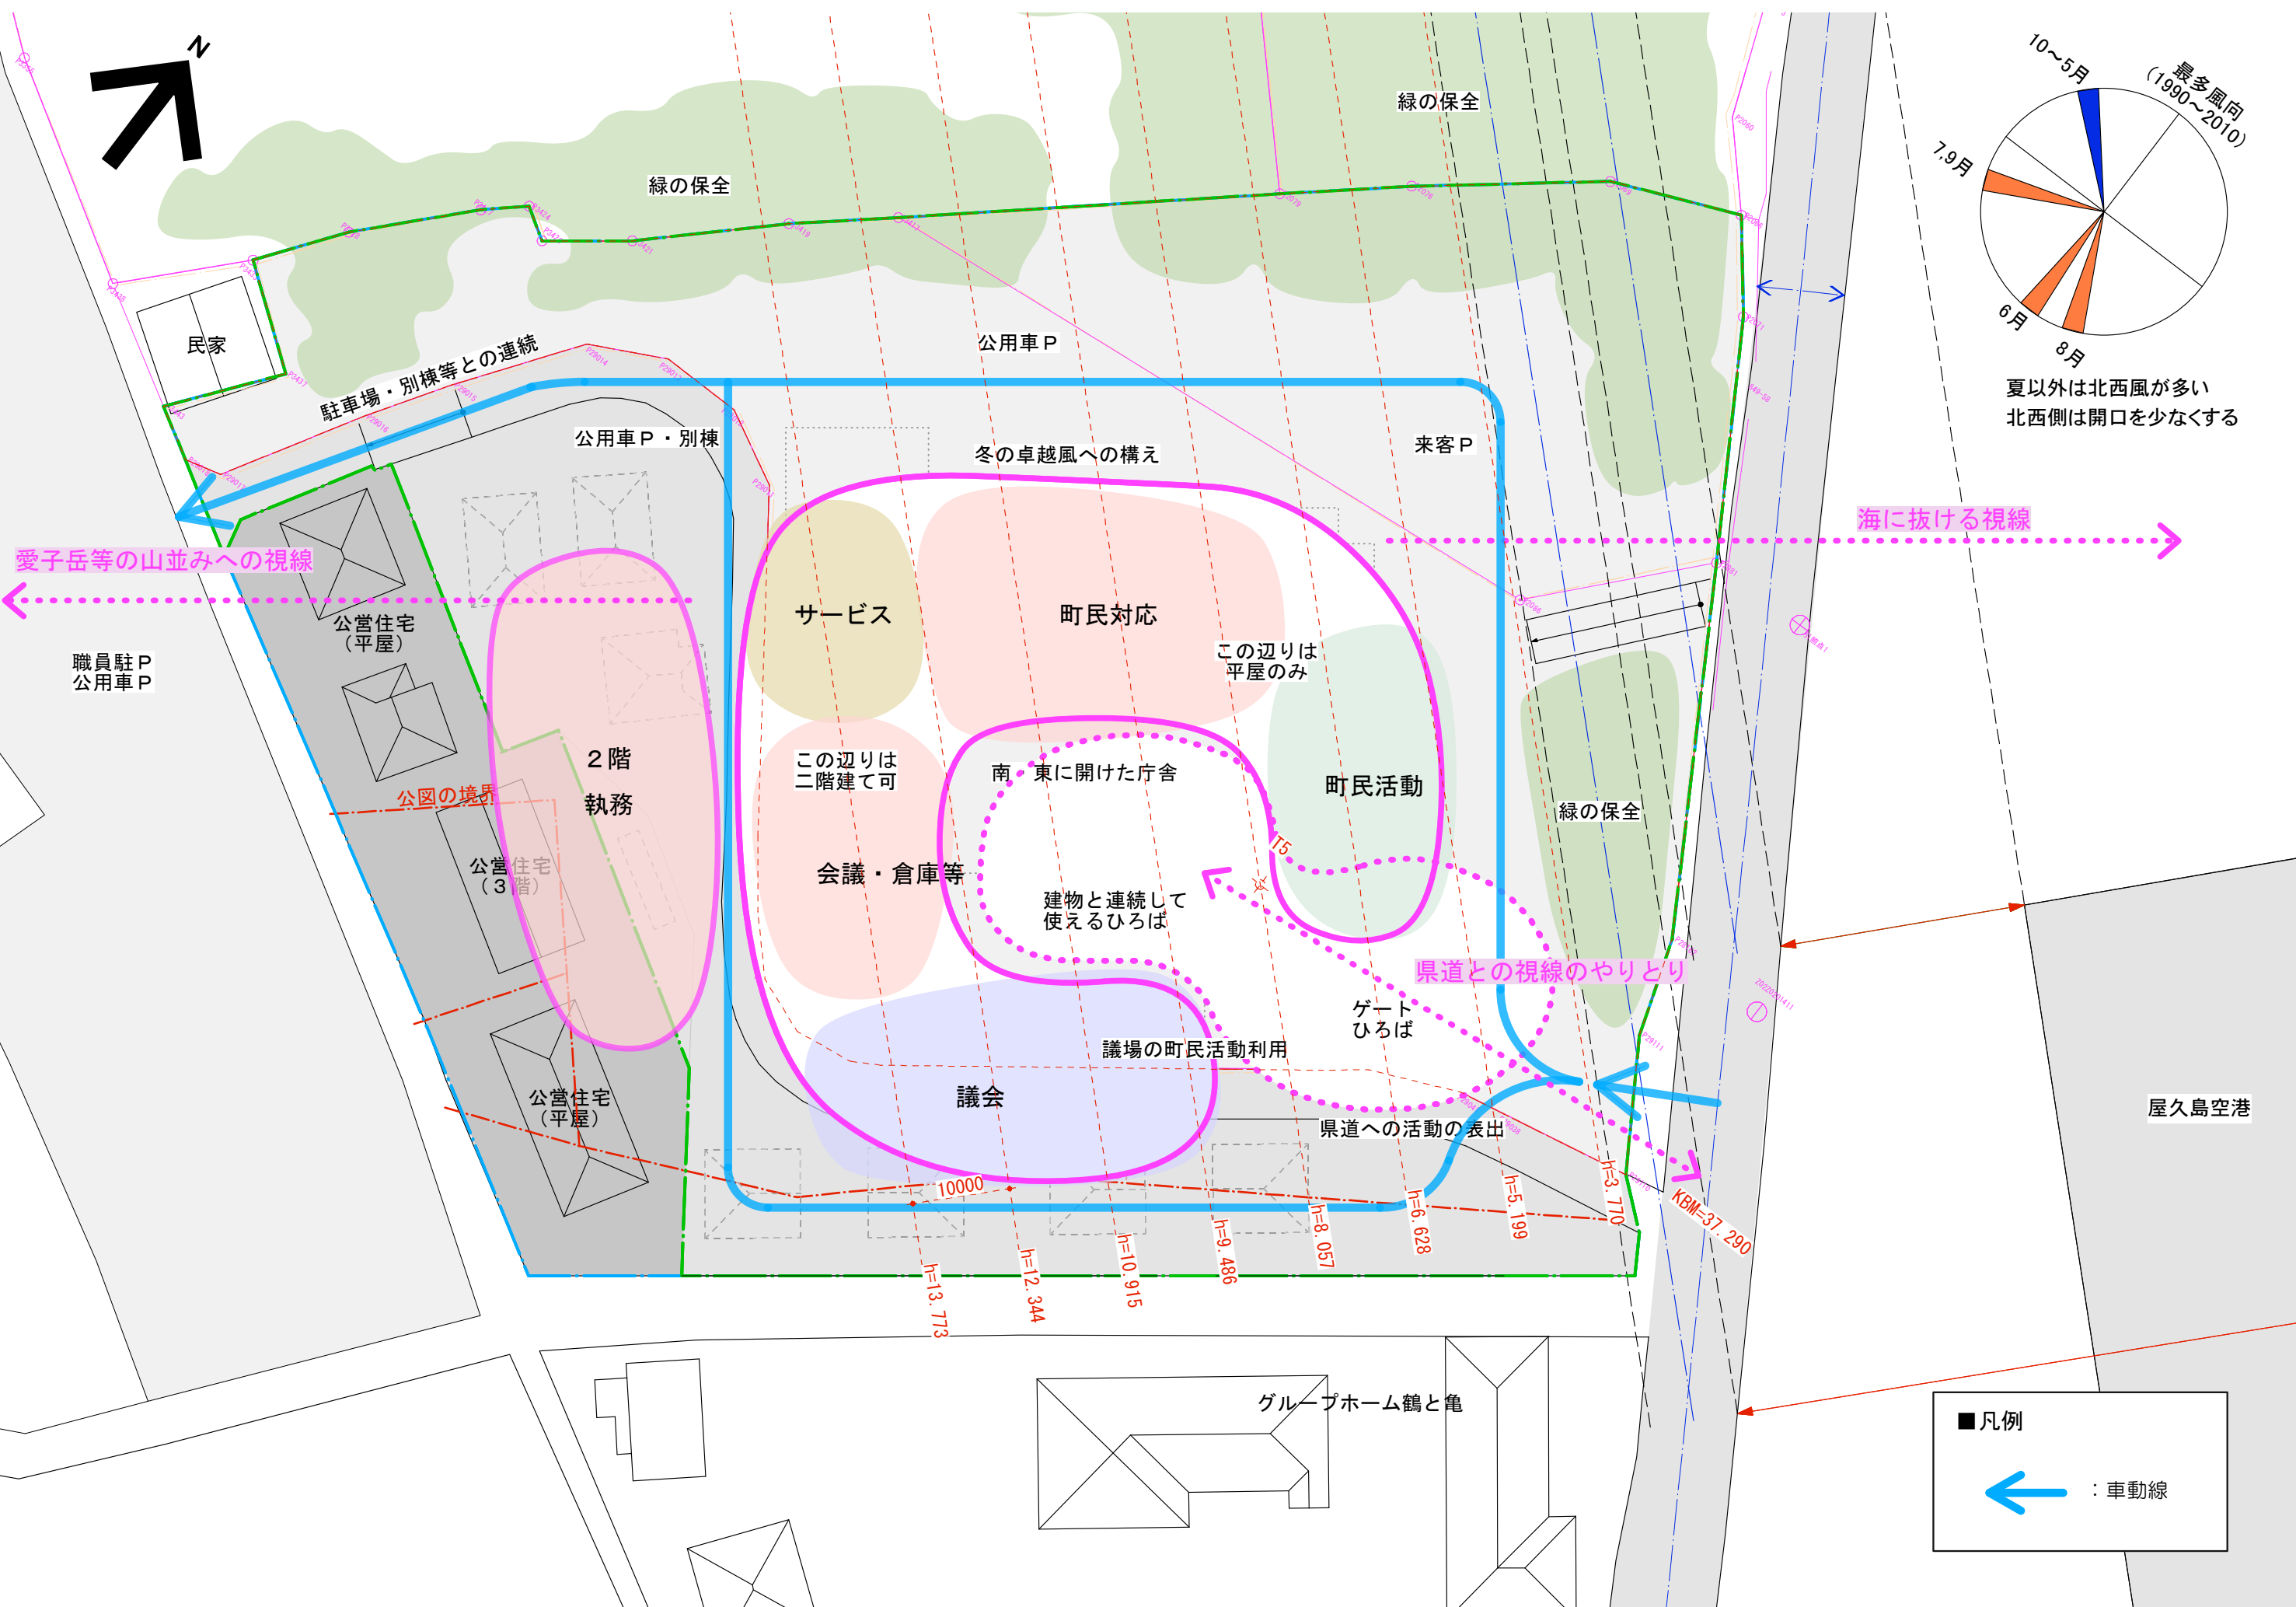 N
10～5月
最多風向
（1990～2010）
7,9月
6月
8月
夏以外は北西風が多い
北西側は開口を少なくする
緑の保全
緑の保全
民家
駐車場・別棟等との連続
公用車Ｐ
公用車Ｐ・別棟
冬の卓越風への構え
来客Ｐ
海に抜ける視線
愛子岳等の山並みへの視線
公営住宅
（平屋）
職員駐Ｐ
公用車Ｐ
サービス
町民対応
この辺りは
平屋のみ
２階
執務
この辺りは
二階建て可
南　東に開けた庁舎
町民活動
緑の保全
公図の境界
公営住宅
（３階）
会議・倉庫等
T5
建物と連続して
使えるひろば
県道との視線のやりとり
ゲート
ひろば
議場の町民活動利用
議会
公営住宅
（平屋）
県道への活動の表出
屋久島空港
10000
h=13.773
h=12.344
h=10.915
h=9.486
h=8.057
h=6.628
h=5.199
h=3.770
KBM=37.290
グループホーム鶴と亀
■凡例
：車動線